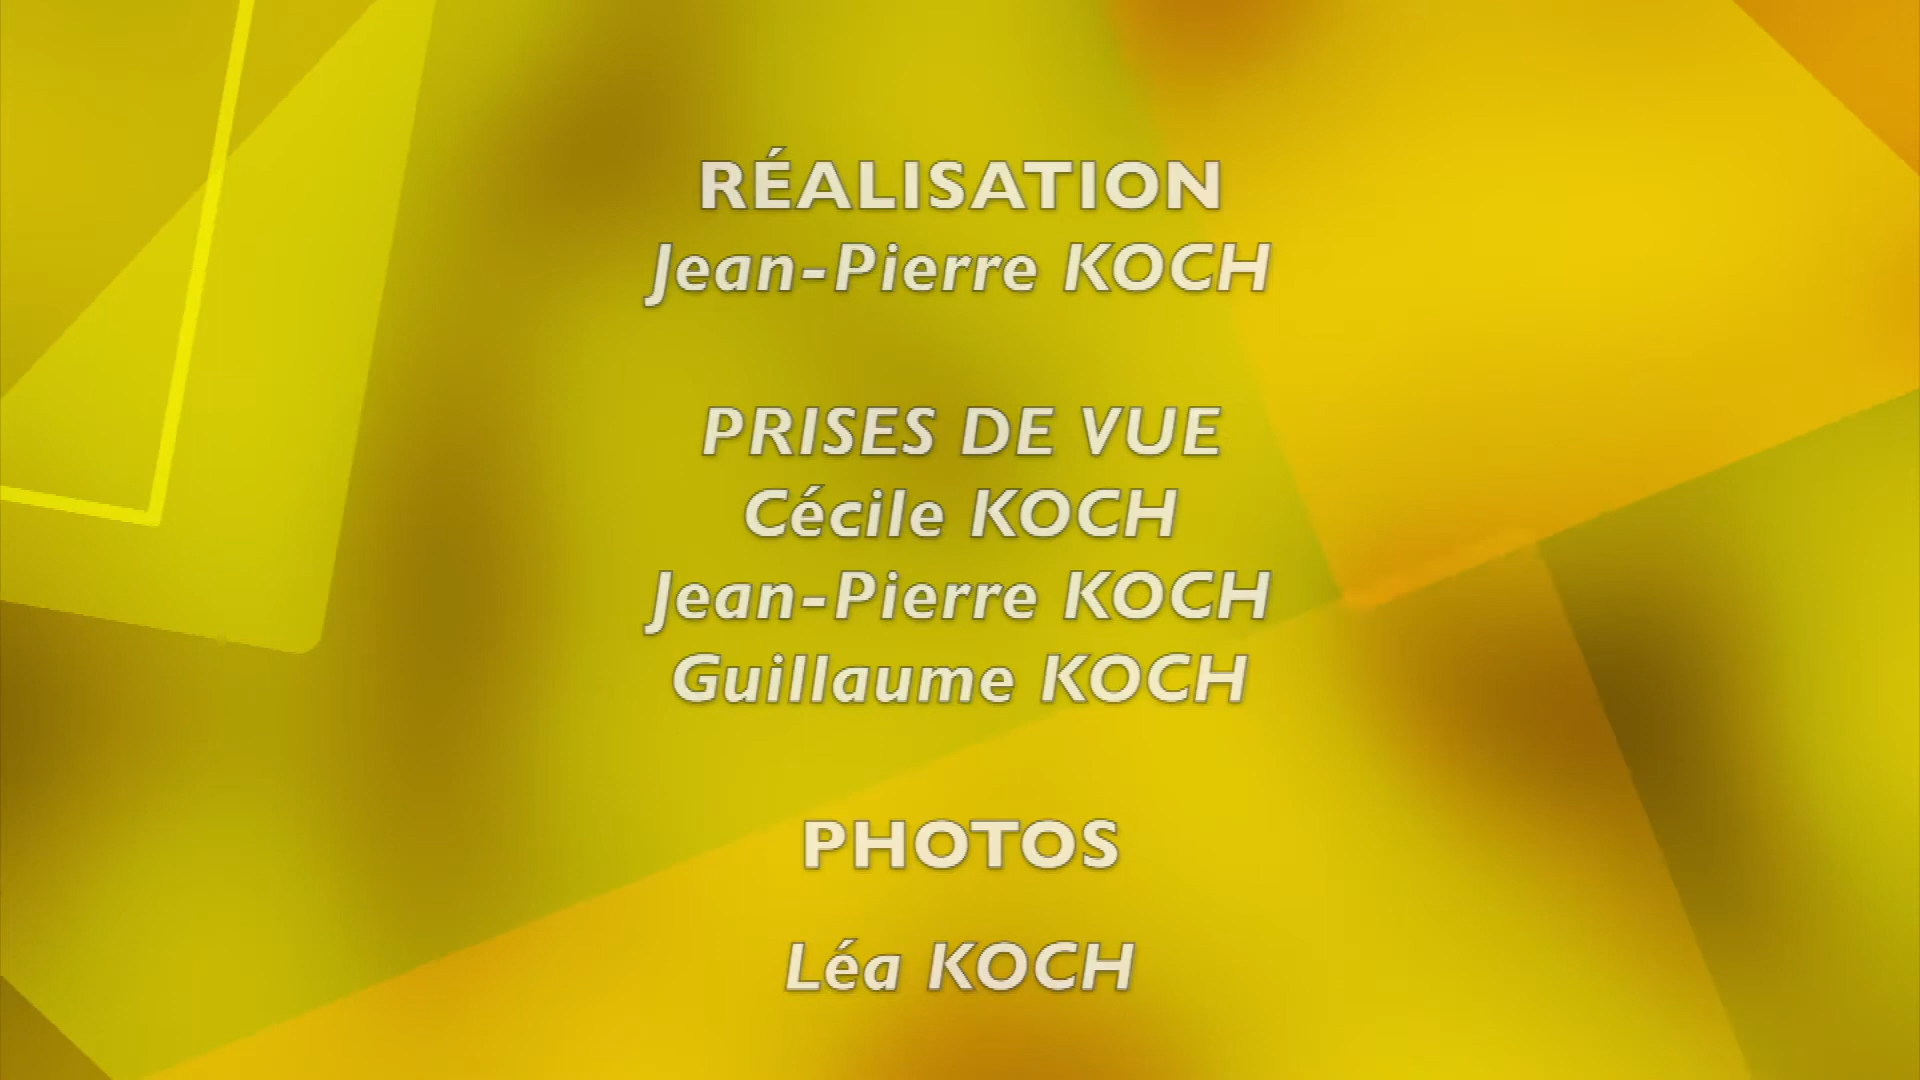 RÉALISATION
Jean-Pierre KOCH
PRISES DE VUE
Cécile KOCH
Jean-Pierre KOCH
Guillaume KOCH
PHOTOS
Léa KOCH